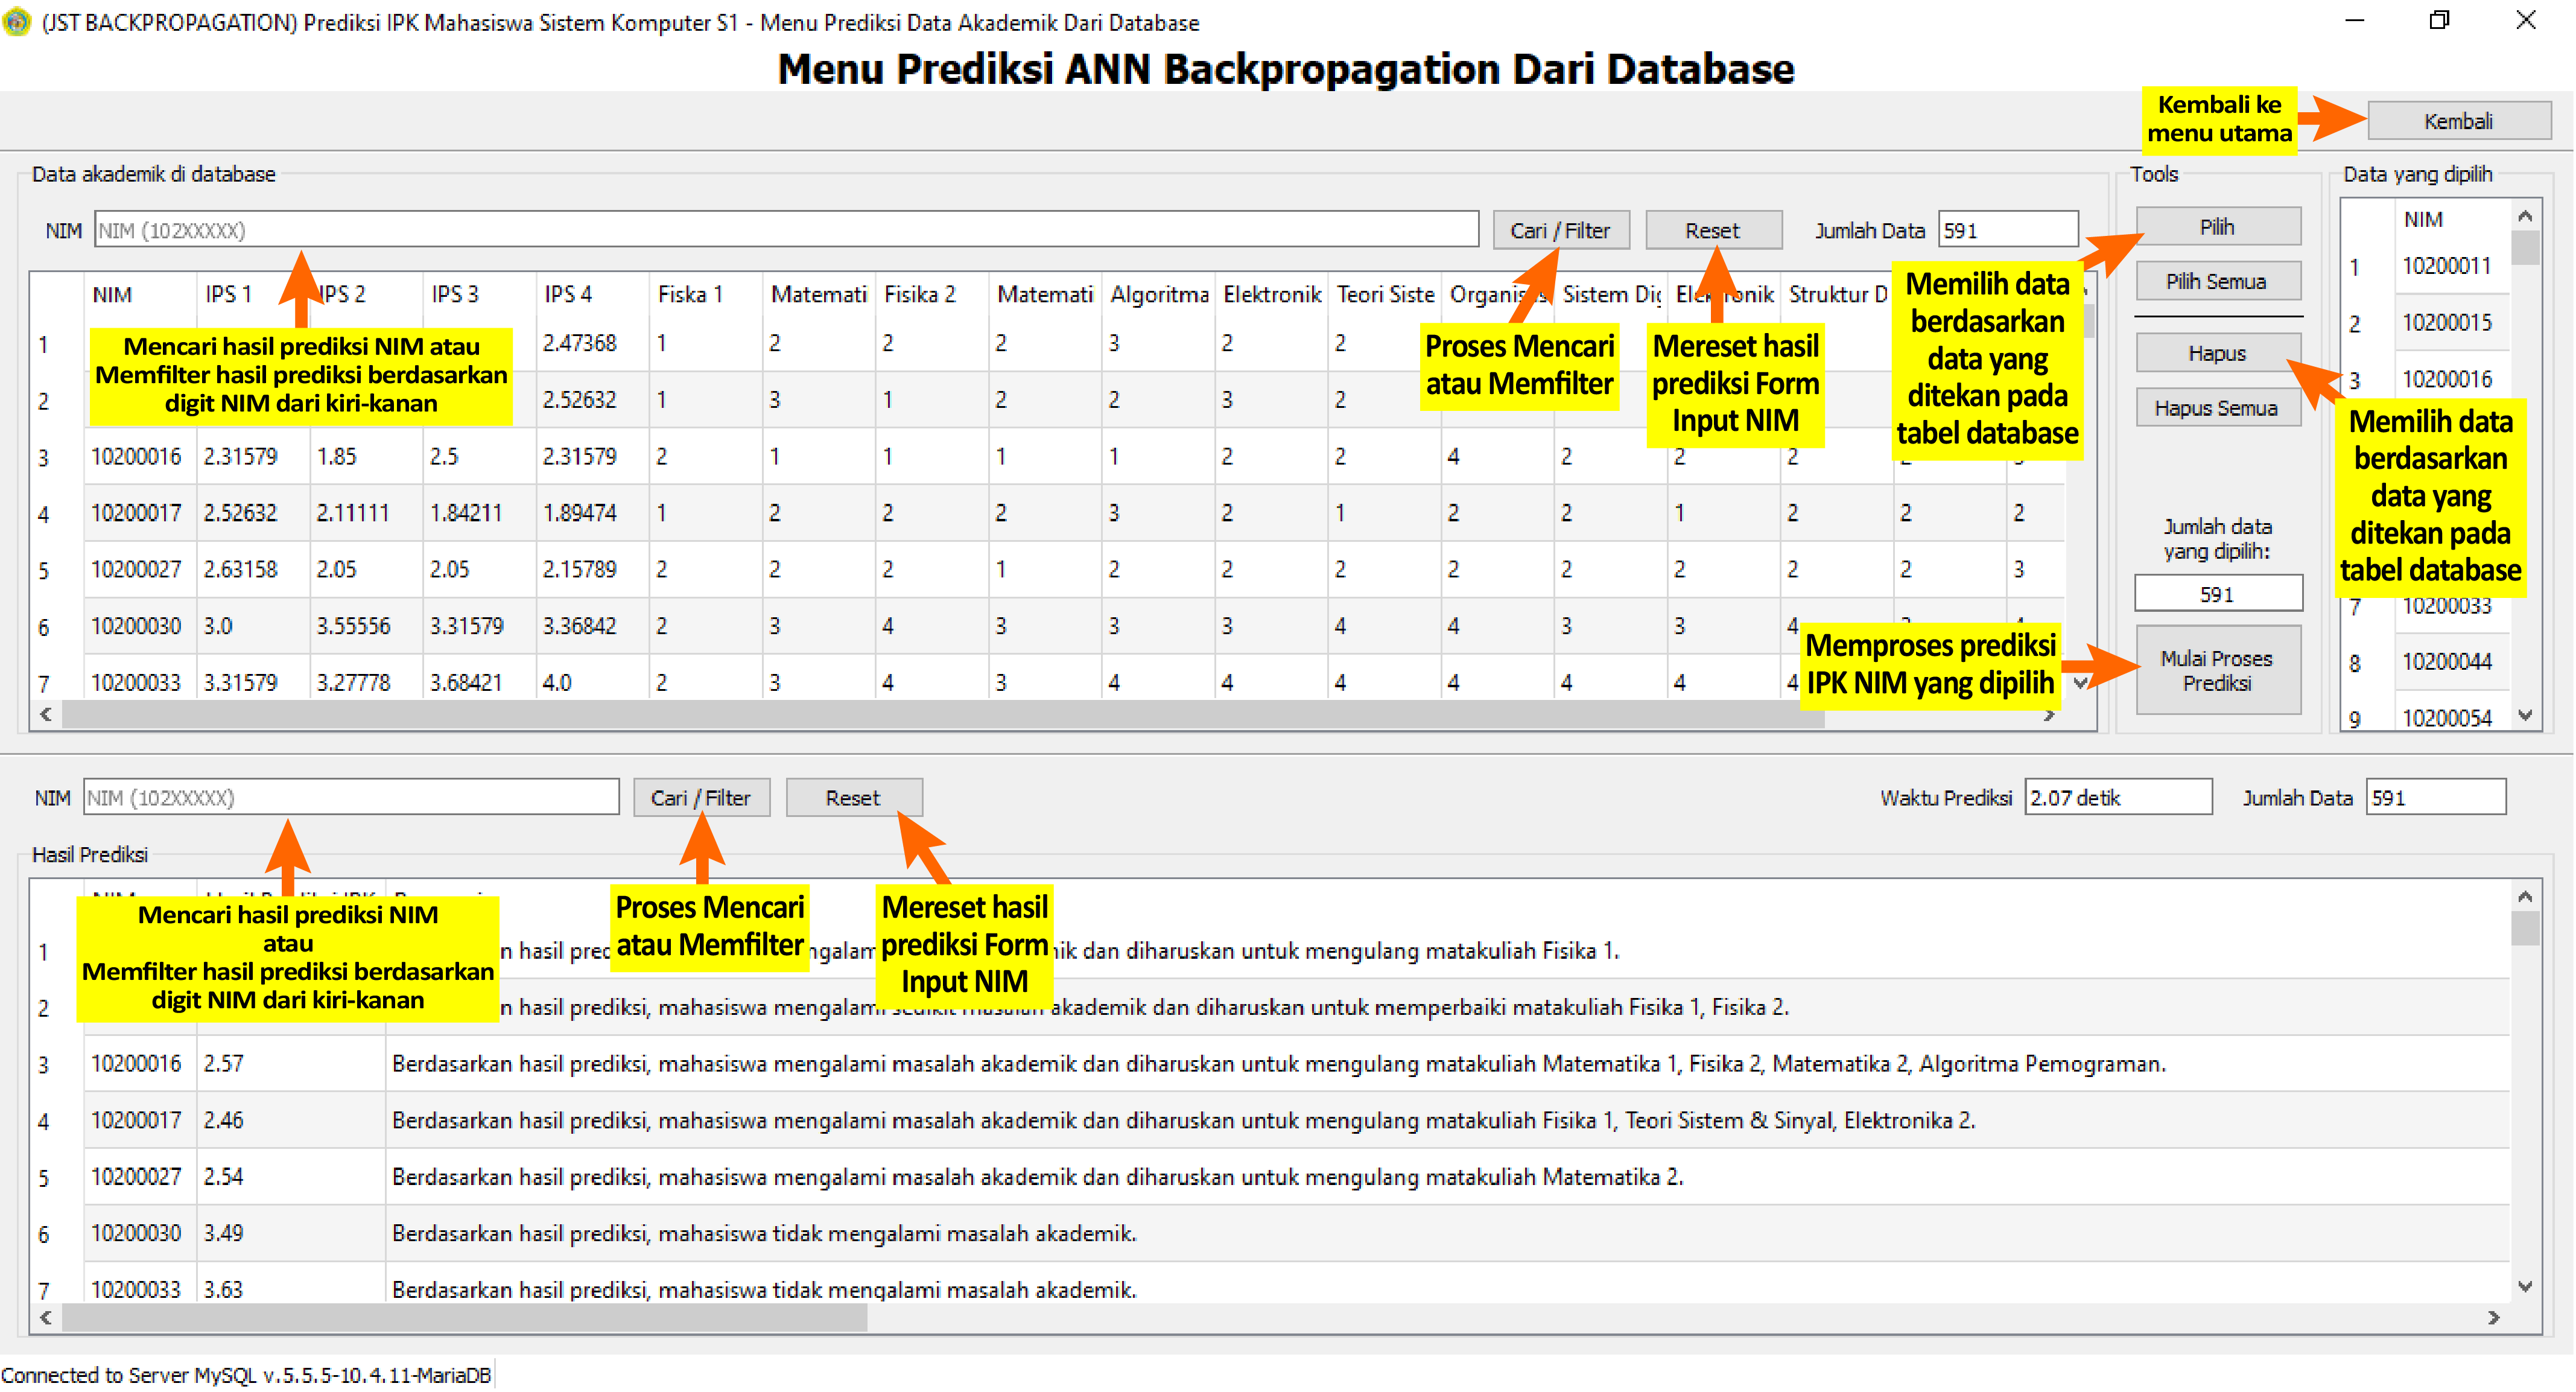 (JST BACKPROPAGATION) Prediksi IPK Mahasiswa Sistem Komputer S1 - Menu Prediksi Data Akademik Dari Database
Menu Prediksi ANN Backpropagation Dari Database
Kembali ke
menu utama
Kembali
Data akademik di database
Tools
Data yang dipilih
NIM NIM (102XXXXX) Cari / Filter Reset Jumlah Data 591
Pilih
Pilih Semua
Hapus
Hapus Semua
Jumlah data
yang dipilih:
591
Mulai Proses
Prediksi
NIM
1 10200011
2 10200015
3 10200016
7 10200033
8 10200044
9 10200054
NIM IPS 1 IPS 2 IPS 3 IPS 4 Fiska 1 Matemati Fisika 2 Matemati Algoritma Elektronik Teori Siste Organisas Sistem Dig Elektronik Struktur D
1 2.47368 1 2 2 2 3 2 2
2 2.52632 1 3 1 2 2 3 2
3 10200016 2.31579 1.85 2.5 2.31579 2 1 1 1 1 2 2 4 2 2 2
4 10200017 2.52632 2.11111 1.84211 1.89474 1 2 2 2 3 2 1 2 2 1 2 2 2
5 10200027 2.63158 2.05 2.05 2.15789 2 2 2 1 2 2 2 2 2 2 2 2 3
6 10200030 3.0 3.55556 3.31579 3.36842 2 3 4 3 3 3 4 4 3 3 4
7 10200033 3.31579 3.27778 3.68421 4.0 2 3 4 3 4 4 4 4 4 4 4
Mencari hasil prediksi NIM atau
Memfilter hasil prediksi berdasarkan
digit NIM dari kiri-kanan
Proses Mencari
atau Memfilter
Mereset hasil
prediksi Form
Input NIM
Memilih data
berdasarkan
data yang
ditekan pada
tabel database
Memilih data
berdasarkan
data yang
ditekan pada
tabel database
Memproses prediksi
IPK NIM yang dipilih
NIM NIM (102XXXXX) Cari / Filter Reset Waktu Prediksi 2.07 detik Jumlah Data 591
Hasil Prediksi
Mencari hasil prediksi NIM
atau
Memfilter hasil prediksi berdasarkan
digit NIM dari kiri-kanan
Proses Mencari
atau Memfilter
Mereset hasil
prediksi Form
Input NIM
1 n hasil pred ngalam ik dan diharuskan untuk mengulang matakuliah Fisika 1.
2 n hasil prediksi, mahasiswa mengalam akademik dan diharuskan untuk memperbaiki matakuliah Fisika 1, Fisika 2.
3 10200016 2.57 Berdasarkan hasil prediksi, mahasiswa mengalami masalah akademik dan diharuskan untuk mengulang matakuliah Matematika 1, Fisika 2, Matematika 2, Algoritma Pemograman.
4 10200017 2.46 Berdasarkan hasil prediksi, mahasiswa mengalami masalah akademik dan diharuskan untuk mengulang matakuliah Fisika 1, Teori Sistem & Sinyal, Elektronika 2.
5 10200027 2.54 Berdasarkan hasil prediksi, mahasiswa mengalami masalah akademik dan diharuskan untuk mengulang matakuliah Matematika 2.
6 10200030 3.49 Berdasarkan hasil prediksi, mahasiswa tidak mengalami masalah akademik.
7 10200033 3.63 Berdasarkan hasil prediksi, mahasiswa tidak mengalami masalah akademik.
Connected to Server MySQL v.5.5.5-10.4.11-MariaDB